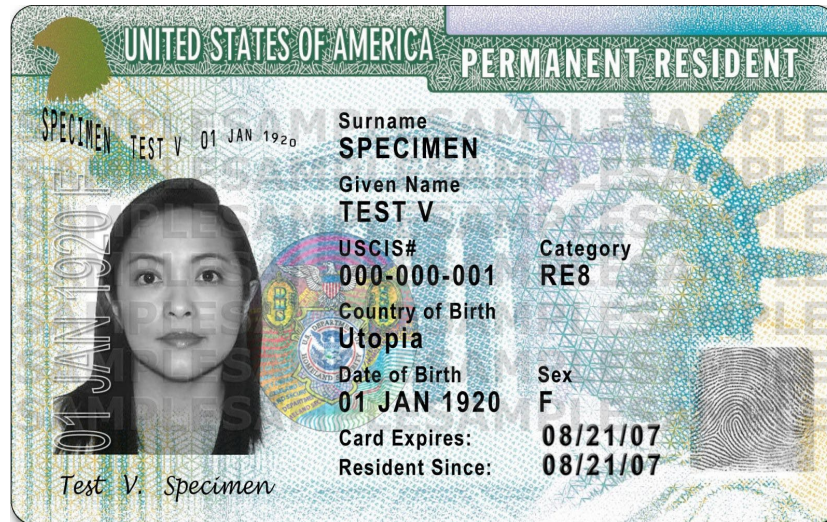 UNITED STATES OF AMERICA
PERMANENT RESIDENT
SPECIMEN TEST V 01 JAN 1920
Surname
SPECIMEN
Given Name
TEST V
USCIS# Category
000-000-001 RE8
Country of Birth
Utopia
Date of Birth Sex
01 JAN 1920 F
Card Expires: 08/21/07
Resident Since: 08/21/07
01 JAN 1920 F
Test V. Specimen
SAMPLE